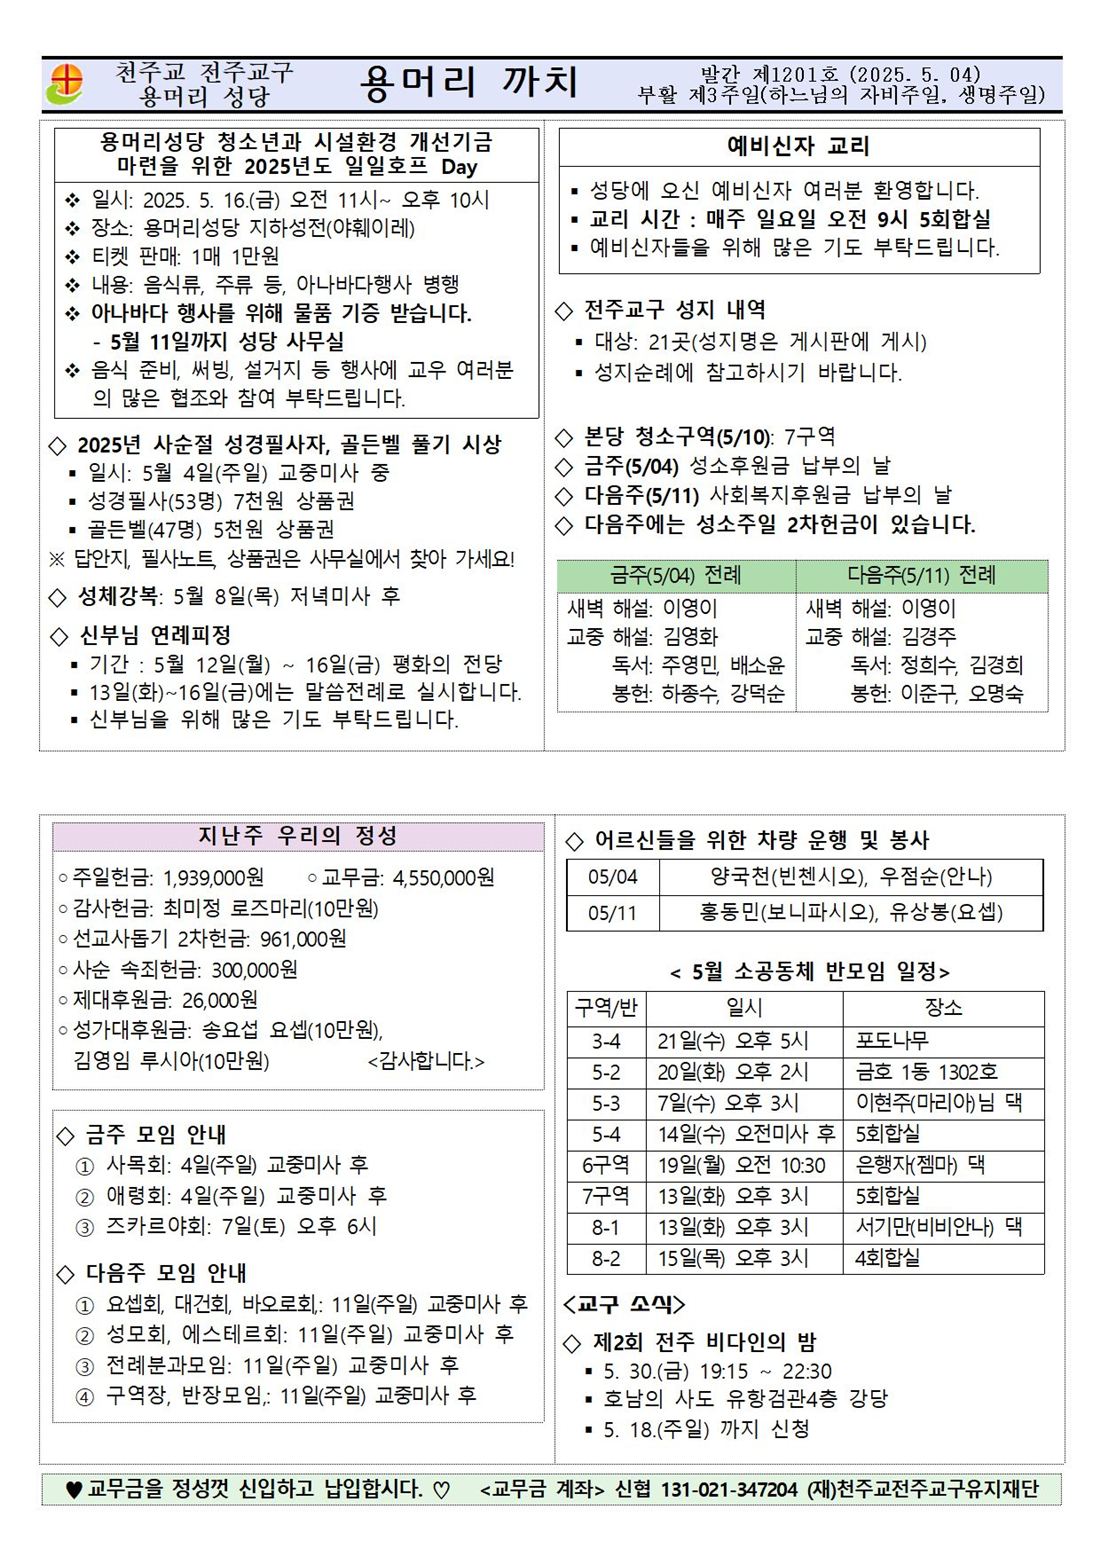 천주교 전주교구
용머리 성당
용머리 까치
발간 제1201호 (2025. 5. 04)
부활 제3주일(하느님의 자비주일, 생명주일)
용머리성당 청소년과 시설환경 개선기금
마련을 위한 2025년도 일일호프 Day
❖ 일시: 2025. 5. 16.(금) 오전 11시~ 오후 10시
❖ 장소: 용머리성당 지하성전(야훼이레)
❖ 티켓 판매: 1매 1만원
❖ 내용: 음식류, 주류 등, 아나바다행사 병행
❖ 아나바다 행사를 위해 물품 기증 받습니다.
- 5월 11일까지 성당 사무실
❖ 음식 준비, 써빙, 설거지 등 행사에 교우 여러분
의 많은 협조와 참여 부탁드립니다.
◇ 2025년 사순절 성경필사자, 골든벨 풀기 시상
▪ 일시: 5월 4일(주일) 교중미사 중
▪ 성경필사(53명) 7천원 상품권
▪ 골든벨(47명) 5천원 상품권
※ 답안지, 필사노트, 상품권은 사무실에서 찾아 가세요!
◇ 성체강복: 5월 8일(목) 저녁미사 후
◇ 신부님 연례피정
▪ 기간 : 5월 12일(월) ~ 16일(금) 평화의 전당
▪ 13일(화)~16일(금)에는 말씀전례로 실시합니다.
▪ 신부님을 위해 많은 기도 부탁드립니다.
예비신자 교리
▪ 성당에 오신 예비신자 여러분 환영합니다.
▪ 교리 시간 : 매주 일요일 오전 9시 5회합실
▪ 예비신자들을 위해 많은 기도 부탁드립니다.
◇ 전주교구 성지 내역
▪ 대상: 21곳(성지명은 게시판에 게시)
▪ 성지순례에 참고하시기 바랍니다.
◇ 본당 청소구역(5/10): 7구역
◇ 금주(5/04) 성소후원금 납부의 날
◇ 다음주(5/11) 사회복지후원금 납부의 날
◇ 다음주에는 성소주일 2차헌금이 있습니다.
금주(5/04) 전례 다음주(5/11) 전례
새벽 해설: 이영이 새벽 해설: 이영이
교중 해설: 김영화 교중 해설: 김경주
독서: 주영민, 배소윤 독서: 정희수, 김경희
봉헌: 하종수, 강덕순 봉헌: 이준구, 오명숙
지난주 우리의 정성
○ 주일헌금: 1,939,000원 ○ 교무금: 4,550,000원
○ 감사헌금: 최미정 로즈마리(10만원)
○ 선교사돕기 2차헌금: 961,000원
○ 사순 속죄헌금: 300,000원
○ 제대후원금: 26,000원
○ 성가대후원금: 송요섭 요셉(10만원),
김영임 루시아(10만원) <감사합니다.>
◇ 금주 모임 안내
① 사목회: 4일(주일) 교중미사 후
② 애령회: 4일(주일) 교중미사 후
③ 즈카르야회: 7일(토) 오후 6시
◇ 다음주 모임 안내
① 요셉회, 대건회, 바오로회,: 11일(주일) 교중미사 후
② 성모회, 에스테르회: 11일(주일) 교중미사 후
③ 전례분과모임: 11일(주일) 교중미사 후
④ 구역장, 반장모임,: 11일(주일) 교중미사 후
◇ 어르신들을 위한 차량 운행 및 봉사
05/04 양국천(빈첸시오), 우점순(안나)
05/11 홍동민(보니파시오), 유상봉(요셉)
< 5월 소공동체 반모임 일정>
구역/반 일시 장소
3-4 21일(수) 오후 5시 포도나무
5-2 20일(화) 오후 2시 금호 1동 1302호
5-3 7일(수) 오후 3시 이현주(마리아)님 댁
5-4 14일(수) 오전미사 후 5회합실
6구역 19일(월) 오전 10:30 은행자(젬마) 댁
7구역 13일(화) 오후 3시 5회합실
8-1 13일(화) 오후 3시 서기만(비비안나) 댁
8-2 15일(목) 오후 3시 4회합실
<교구 소식>
◇ 제2회 전주 비다인의 밤
▪ 5. 30.(금) 19:15 ~ 22:30
▪ 호남의 사도 유항검관4층 강당
▪ 5. 18.(주일) 까지 신청
♥교무금을 정성껏 신입하고 납입합시다.♡ <교무금 계좌> 신협 131-021-347204 (재)천주교전주교구유지재단